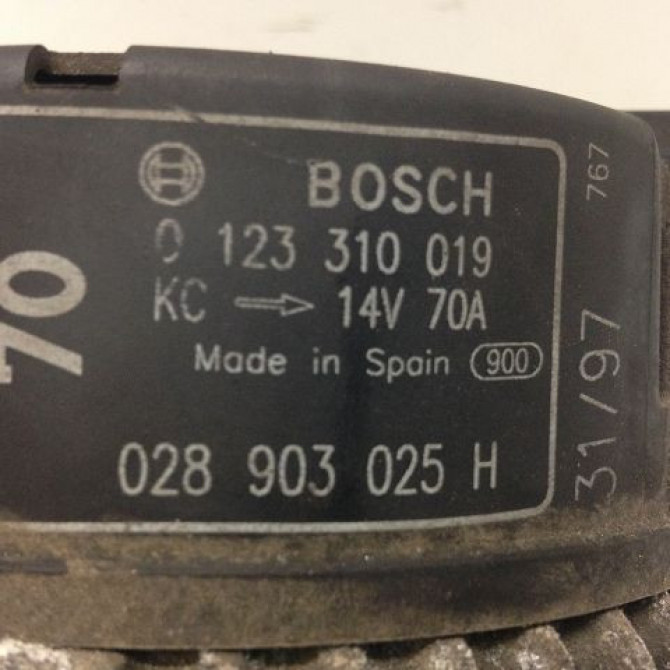 BOSCH
0 123 310 019
KC → 14V 70A
Made in Spain 900
028 903 025 H
70
767
31/97